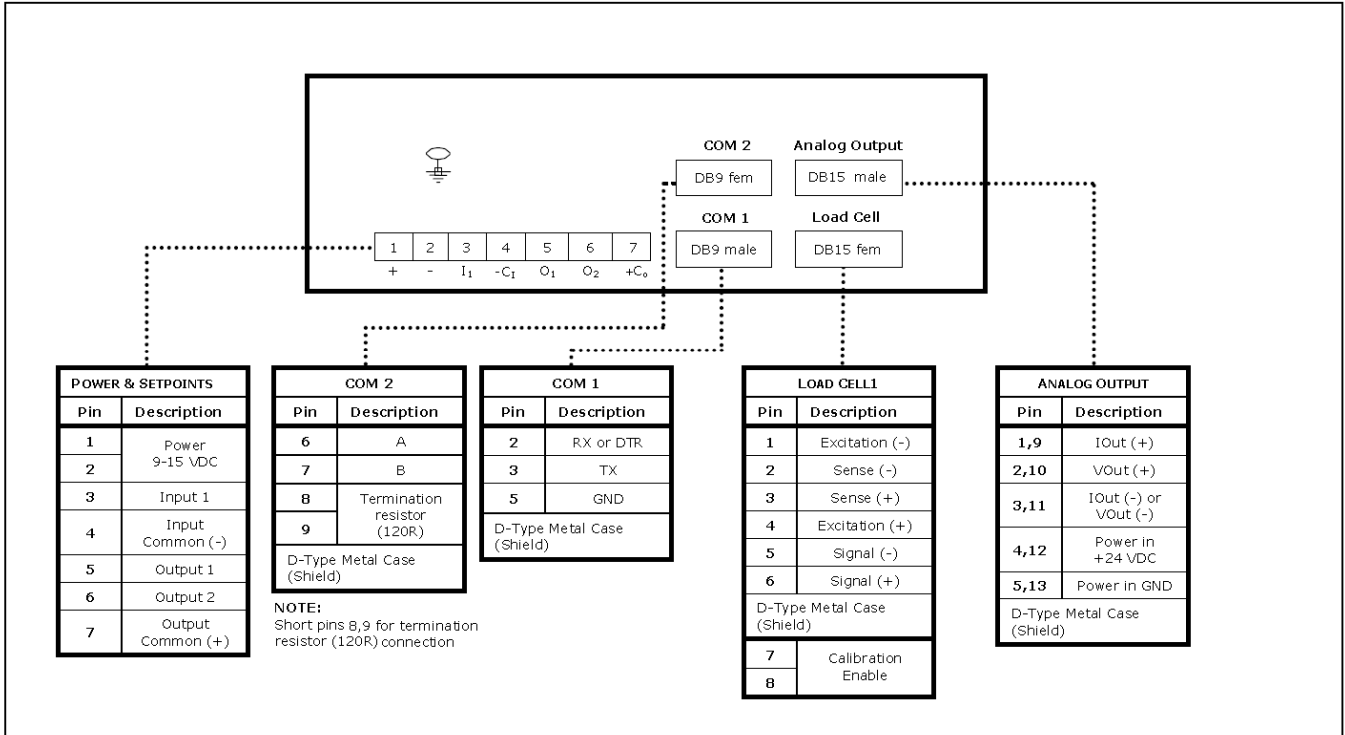 COM 2
Analog Output
DB9 fem
DB15 male
COM 1
Load Cell
DB9 male
DB15 fem
1 2 3 4 5 6 7
+ - I₁ -C_I O₁ O₂ +Cₒ
POWER & SETPOINTS
Pin Description
1
2
Power
9-15 VDC
3 Input 1
4
Input
Common (-)
5 Output 1
6 Output 2
7
Output
Common (+)
COM 2
Pin Description
6 A
7 B
8
9
Termination
resistor
(120R)
D-Type Metal Case
(Shield)
NOTE:
Short pins 8,9 for termination
resistor (120R) connection
COM 1
Pin Description
2 RX or DTR
3 TX
5 GND
D-Type Metal Case
(Shield)
LOAD CELL1
Pin Description
1 Excitation (-)
2 Sense (-)
3 Sense (+)
4 Excitation (+)
5 Signal (-)
6 Signal (+)
D-Type Metal Case
(Shield)
7
8
Calibration
Enable
ANALOG OUTPUT
Pin Description
1,9 IOut (+)
2,10 VOut (+)
3,11
IOut (-) or
VOut (-)
4,12
Power in
+24 VDC
5,13 Power in GND
D-Type Metal Case
(Shield)